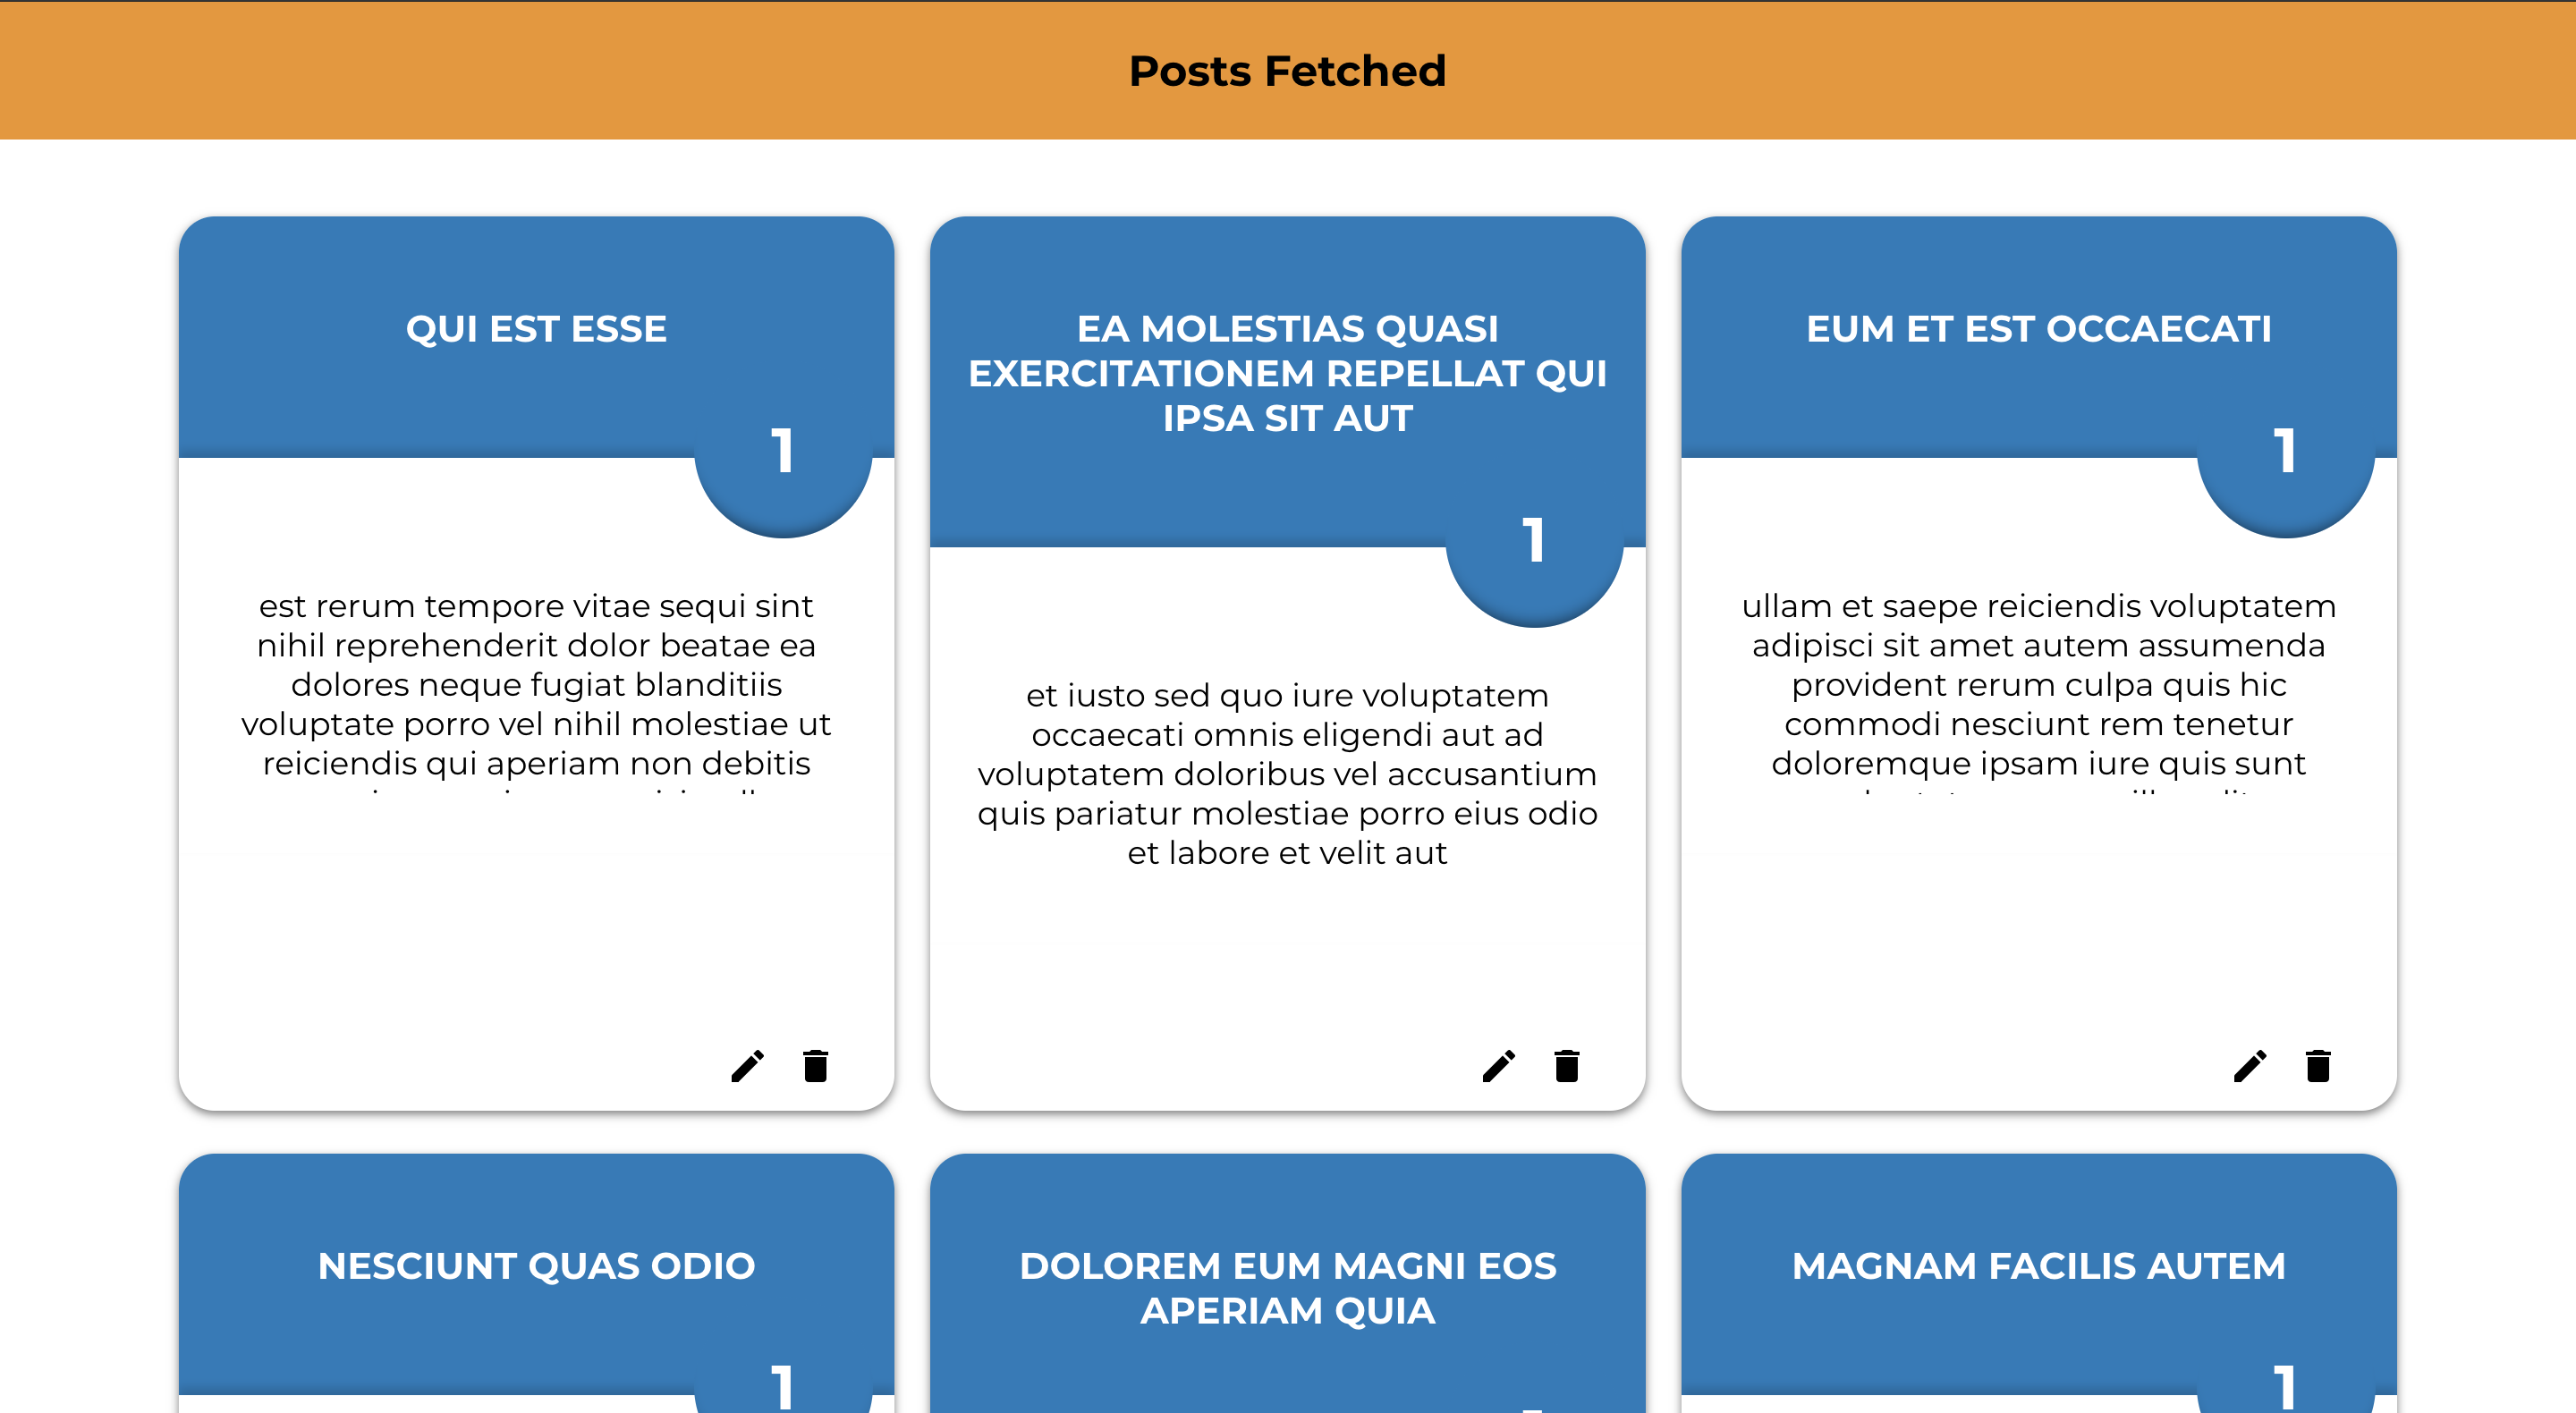 Posts Fetched
QUI EST ESSE
1
est rerum tempore vitae sequi sint
nihil reprehenderit dolor beatae ea
dolores neque fugiat blanditiis
voluptate porro vel nihil molestiae ut
reiciendis qui aperiam non debitis
EA MOLESTIAS QUASI
EXERCITATIONEM REPELLAT QUI
IPSA SIT AUT
1
et iusto sed quo iure voluptatem
occaecati omnis eligendi aut ad
voluptatem doloribus vel accusantium
quis pariatur molestiae porro eius odio
et labore et velit aut
EUM ET EST OCCAECATI
1
ullam et saepe reiciendis voluptatem
adipisci sit amet autem assumenda
provident rerum culpa quis hic
commodi nesciunt rem tenetur
doloremque ipsam iure quis sunt
NESCIUNT QUAS ODIO
1
DOLOREM EUM MAGNI EOS
APERIAM QUIA
MAGNAM FACILIS AUTEM
1